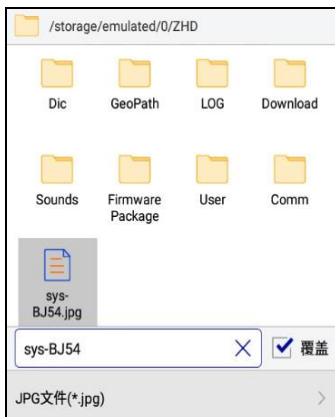 /storage/emulated/0/ZHD
Dic
GeoPath
LOG
Download
Sounds
Firmware
Package
User
Comm
sys-
BJ54.jpg
sys-BJ54
覆盖
JPG文件(*.jpg)